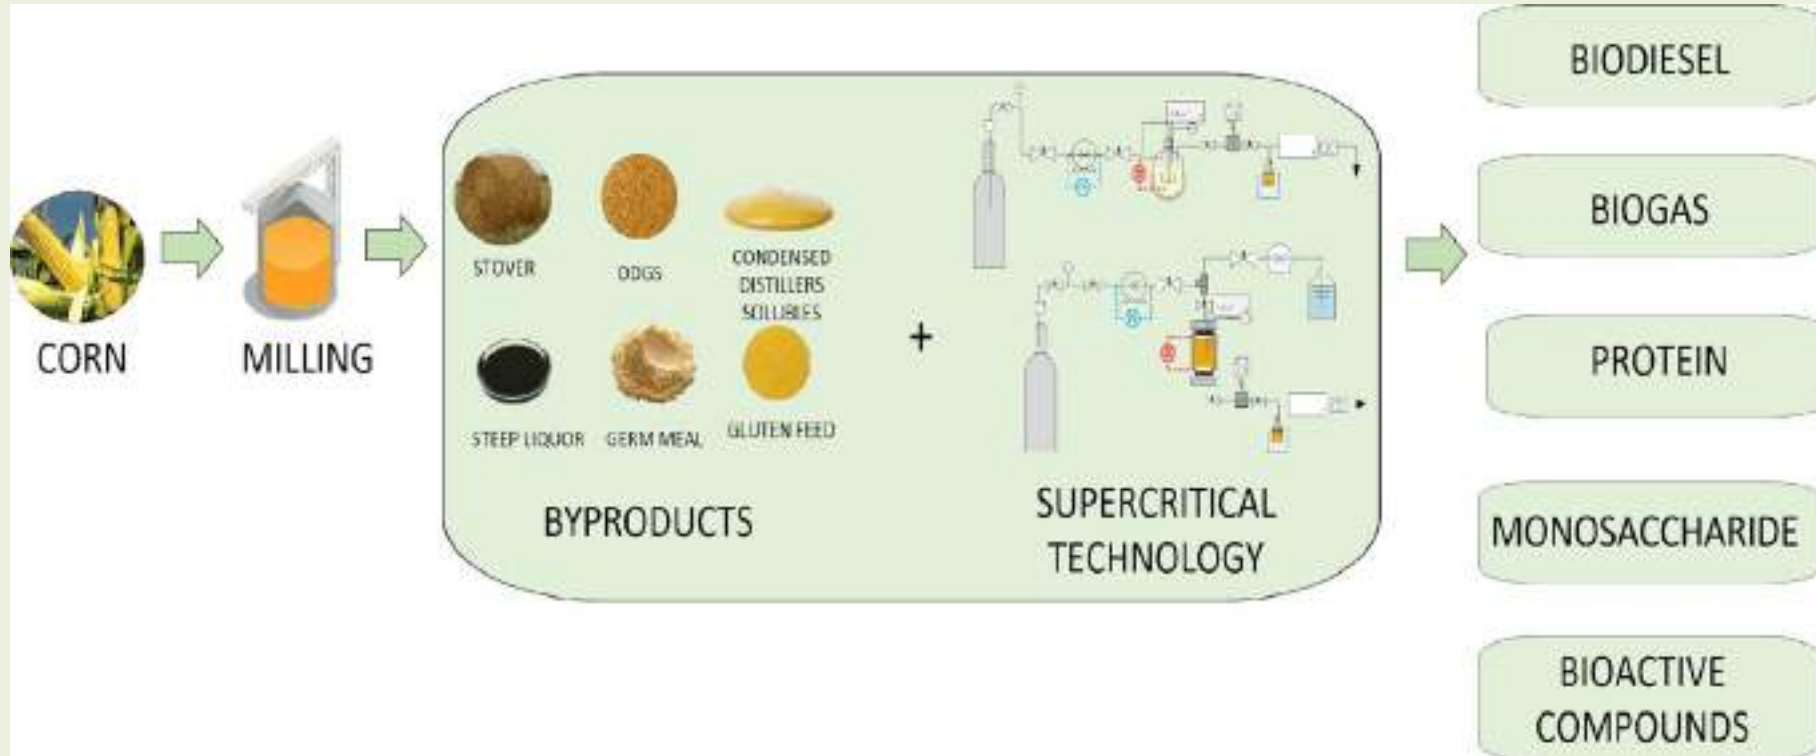 CORN
MILLING
STOVER
DDGS
CONDENSED
DISTILLERS
SOLUBLES
STEEP LIQUOR
GERM MEAL
GLUTEN FEED
BYPRODUCTS
+
SUPERCRITICAL
TECHNOLOGY
BIODIESEL
BIOGAS
PROTEIN
MONOSACCHARIDE
BIOACTIVE
COMPOUNDS